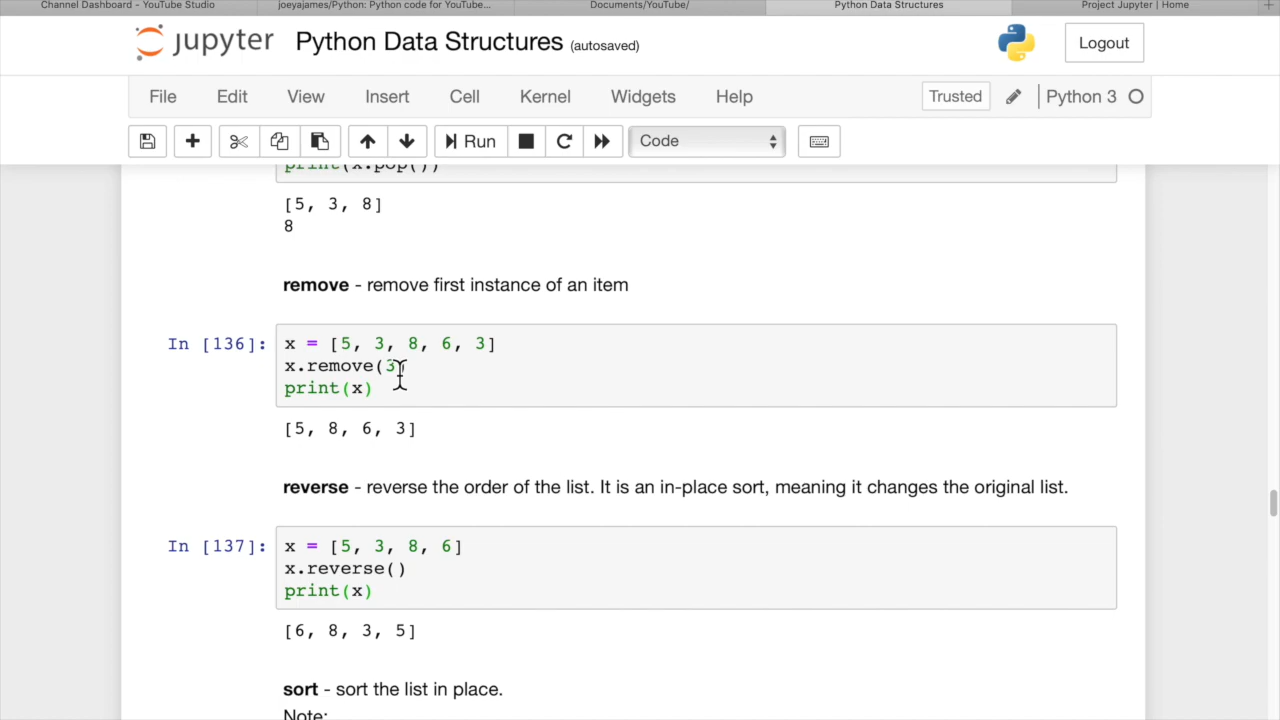 Channel Dashboard - YouTube Studio
joeyajames/Python: Python code for YouTube...
Documents/YouTube/
Python Data Structures
Project Jupyter | Home
jupyter Python Data Structures (autosaved)
Logout
File Edit View Insert Cell Kernel Widgets Help
Trusted
Python 3
Run
Code
print(x.pop())
[5, 3, 8]
8
remove - remove first instance of an item
In [136]: x = [5, 3, 8, 6, 3]
x.remove(3)
print(x)
[5, 8, 6, 3]
reverse - reverse the order of the list. It is an in-place sort, meaning it changes the original list.
In [137]: x = [5, 3, 8, 6]
x.reverse()
print(x)
[6, 8, 3, 5]
sort - sort the list in place.
Note: